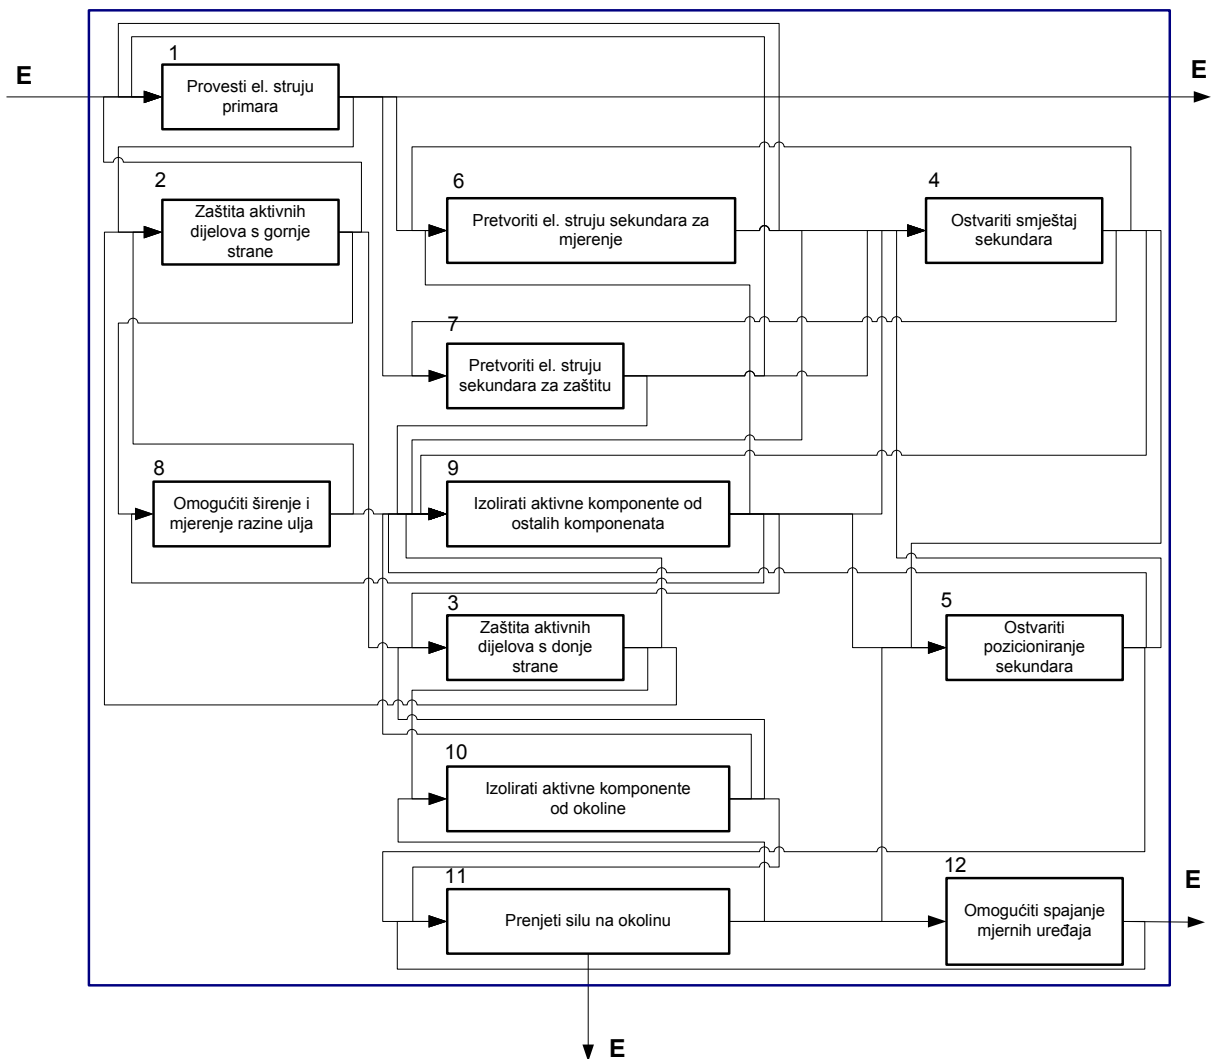 E
1
Provesti el. struju
primara
E
2
Zaštita aktivnih
dijelova s gornje
strane
6
Pretvoriti el. struju sekundara za
mjerenje
4
Ostvariti smještaj
sekundara
7
Pretvoriti el. struju
sekundara za zaštitu
8
Omogućiti širenje i
mjerenje razine ulja
9
Izolirati aktivne komponente od
ostalih komponenata
3
Zaštita aktivnih
dijelova s donje
strane
5
Ostvariti
pozicioniranje
sekundara
10
Izolirati aktivne komponente
od okoline
11
Prenjeti silu na okolinu
12
Omogućiti spajanje
mjernih uređaja
E
E